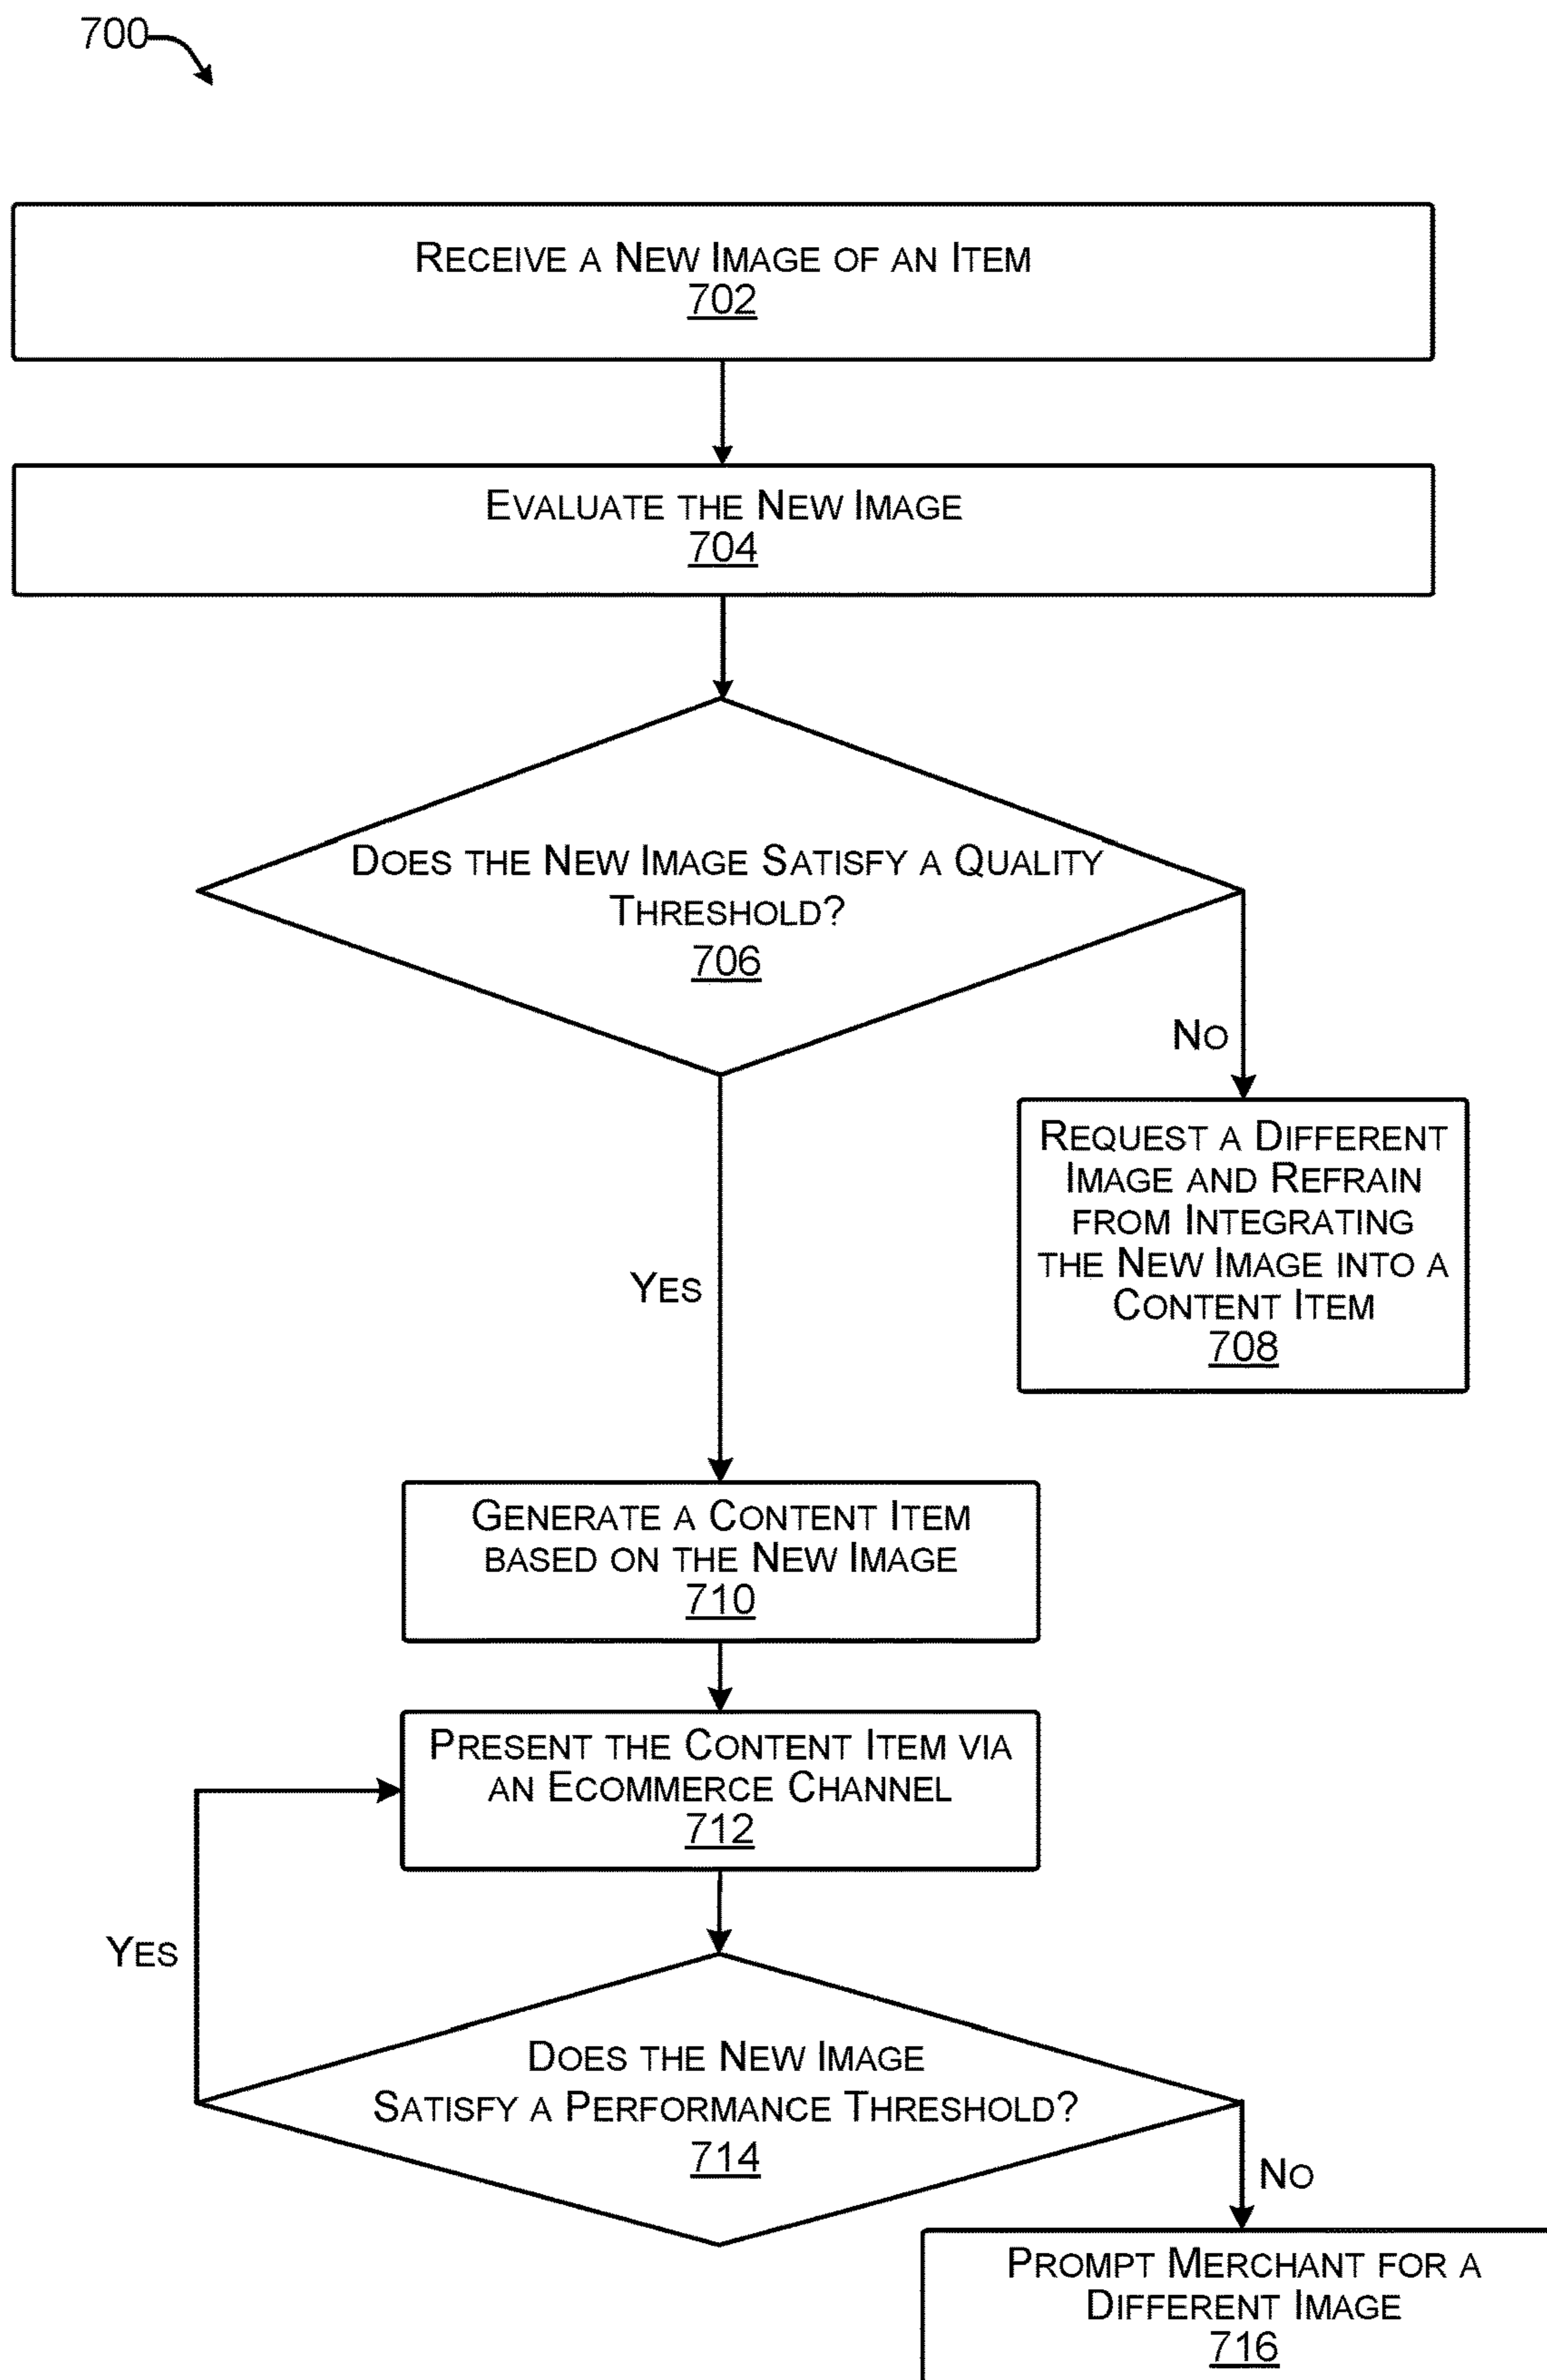 700
RECEIVE A NEW IMAGE OF AN ITEM
702
EVALUATE THE NEW IMAGE
704
DOES THE NEW IMAGE SATISFY A QUALITY
THRESHOLD?
706
NO
REQUEST A DIFFERENT
IMAGE AND REFRAIN
FROM INTEGRATING
THE NEW IMAGE INTO A
CONTENT ITEM
708
YES
GENERATE A CONTENT ITEM
BASED ON THE NEW IMAGE
710
PRESENT THE CONTENT ITEM VIA
AN ECOMMERCE CHANNEL
712
YES
DOES THE NEW IMAGE
SATISFY A PERFORMANCE THRESHOLD?
714
NO
PROMPT MERCHANT FOR A
DIFFERENT IMAGE
716